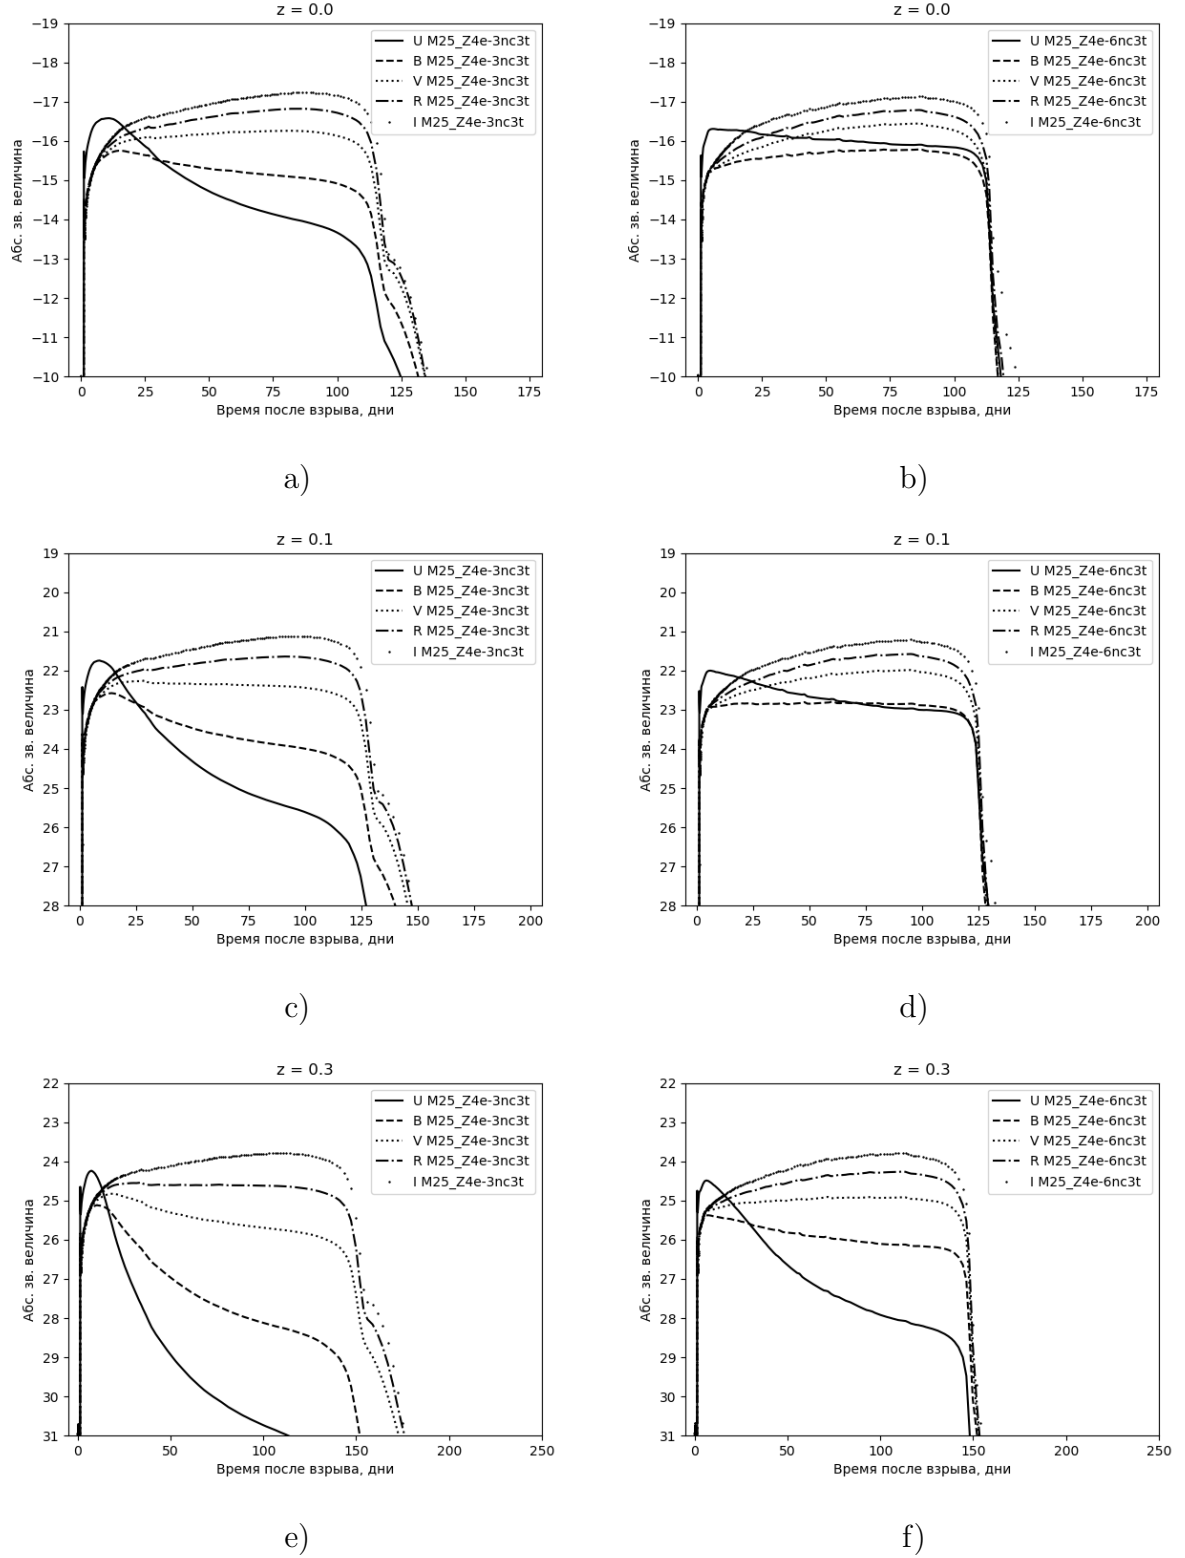 z = 0.0
−19
−18
−17
−16
−15
−14
−13
−12
−11
−10
Абс. зв. величина
U M25_Z4e-3nc3t
B M25_Z4e-3nc3t
V M25_Z4e-3nc3t
R M25_Z4e-3nc3t
I M25_Z4e-3nc3t
0 25 50 75 100 125 150 175
Время после взрыва, дни
a)
z = 0.0
−19
−18
−17
−16
−15
−14
−13
−12
−11
−10
Абс. зв. величина
U M25_Z4e-6nc3t
B M25_Z4e-6nc3t
V M25_Z4e-6nc3t
R M25_Z4e-6nc3t
I M25_Z4e-6nc3t
0 25 50 75 100 125 150 175
Время после взрыва, дни
b)
z = 0.1
19
20
21
22
23
24
25
26
27
28
Абс. зв. величина
U M25_Z4e-3nc3t
B M25_Z4e-3nc3t
V M25_Z4e-3nc3t
R M25_Z4e-3nc3t
I M25_Z4e-3nc3t
0 25 50 75 100 125 150 175 200
Время после взрыва, дни
c)
z = 0.1
19
20
21
22
23
24
25
26
27
28
Абс. зв. величина
U M25_Z4e-6nc3t
B M25_Z4e-6nc3t
V M25_Z4e-6nc3t
R M25_Z4e-6nc3t
I M25_Z4e-6nc3t
0 25 50 75 100 125 150 175 200
Время после взрыва, дни
d)
z = 0.3
22
23
24
25
26
27
28
29
30
31
Абс. зв. величина
U M25_Z4e-3nc3t
B M25_Z4e-3nc3t
V M25_Z4e-3nc3t
R M25_Z4e-3nc3t
I M25_Z4e-3nc3t
0 50 100 150 200 250
Время после взрыва, дни
e)
z = 0.3
22
23
24
25
26
27
28
29
30
31
Абс. зв. величина
U M25_Z4e-6nc3t
B M25_Z4e-6nc3t
V M25_Z4e-6nc3t
R M25_Z4e-6nc3t
I M25_Z4e-6nc3t
0 50 100 150 200 250
Время после взрыва, дни
f)